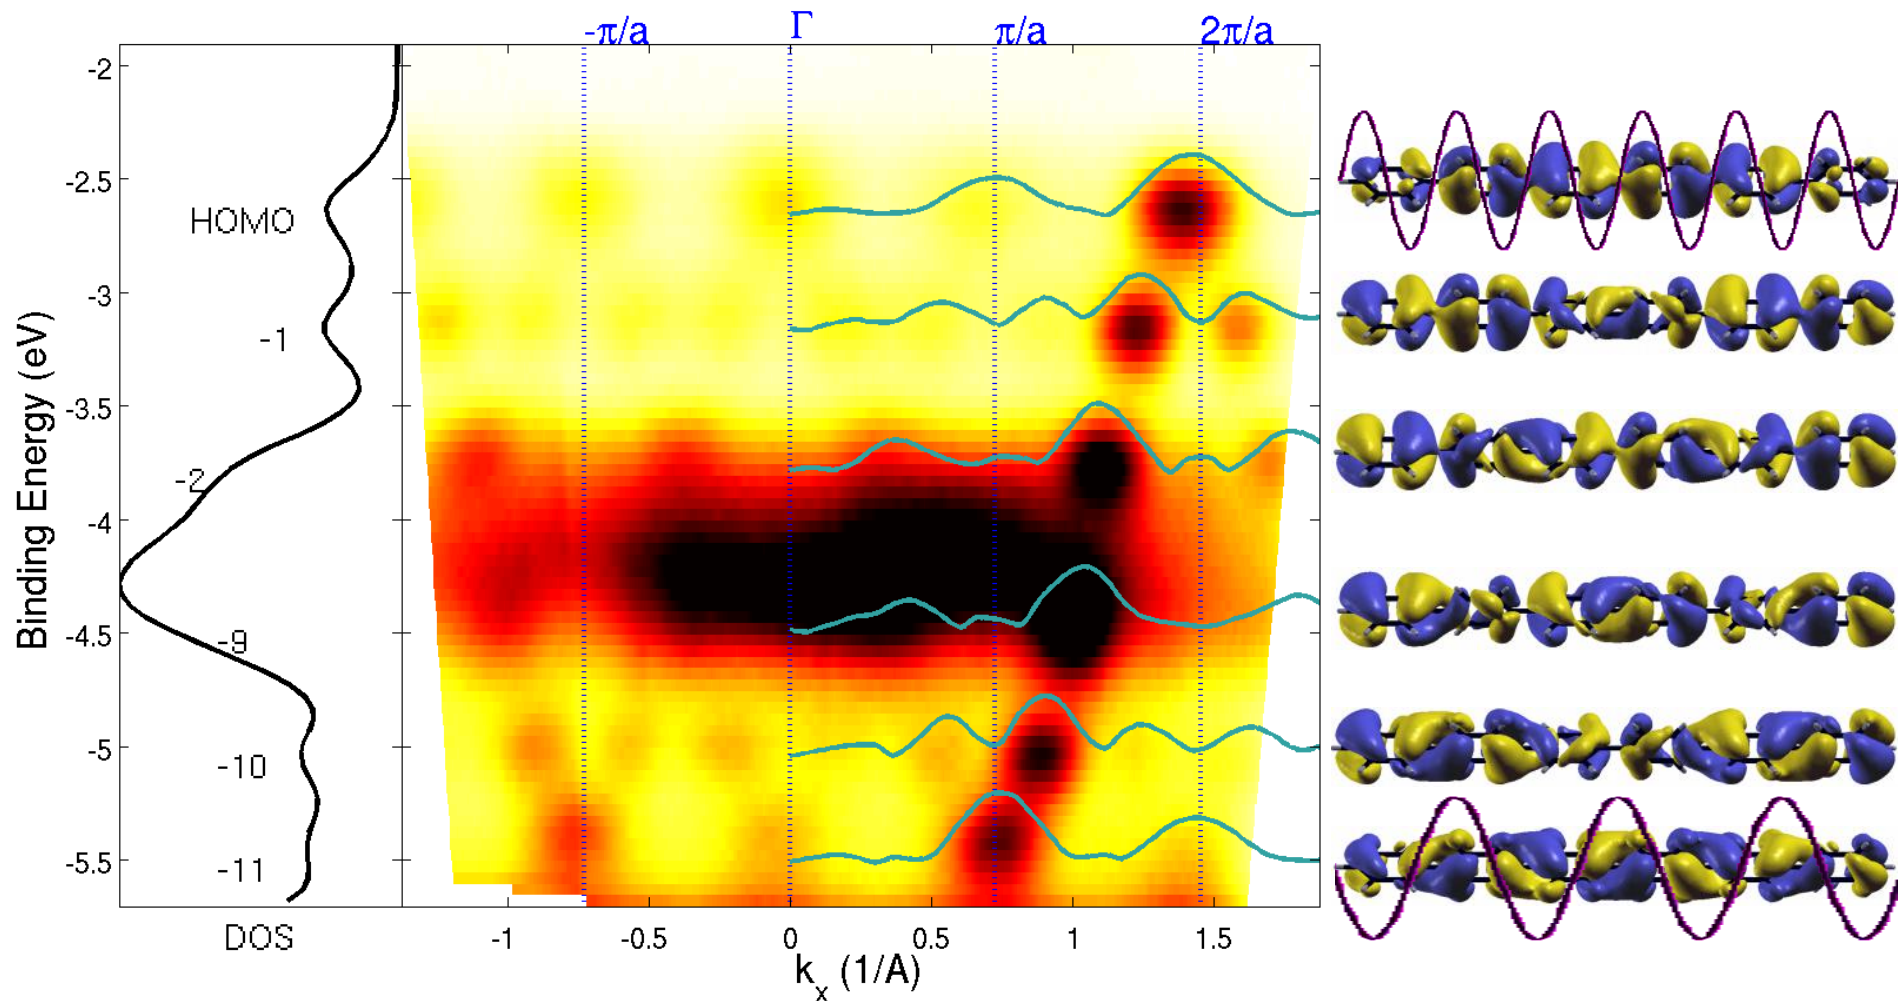 -π/a Γ π/a 2π/a
-2
-2.5
HOMO
-3
-1
-3.5
-2
-4
-4.5
-9
-5
-10
-5.5
-11
Binding Energy (eV)
DOS
-1 -0.5 0 0.5 1 1.5
k_x (1/A)